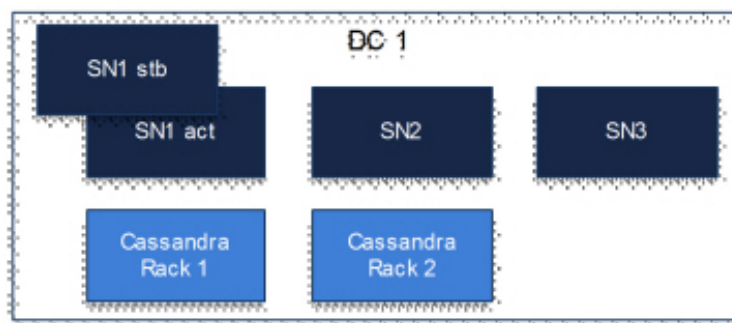 DC 1
SN1 stb
SN1 act
SN2
SN3
Cassandra
Rack 1
Cassandra
Rack 2